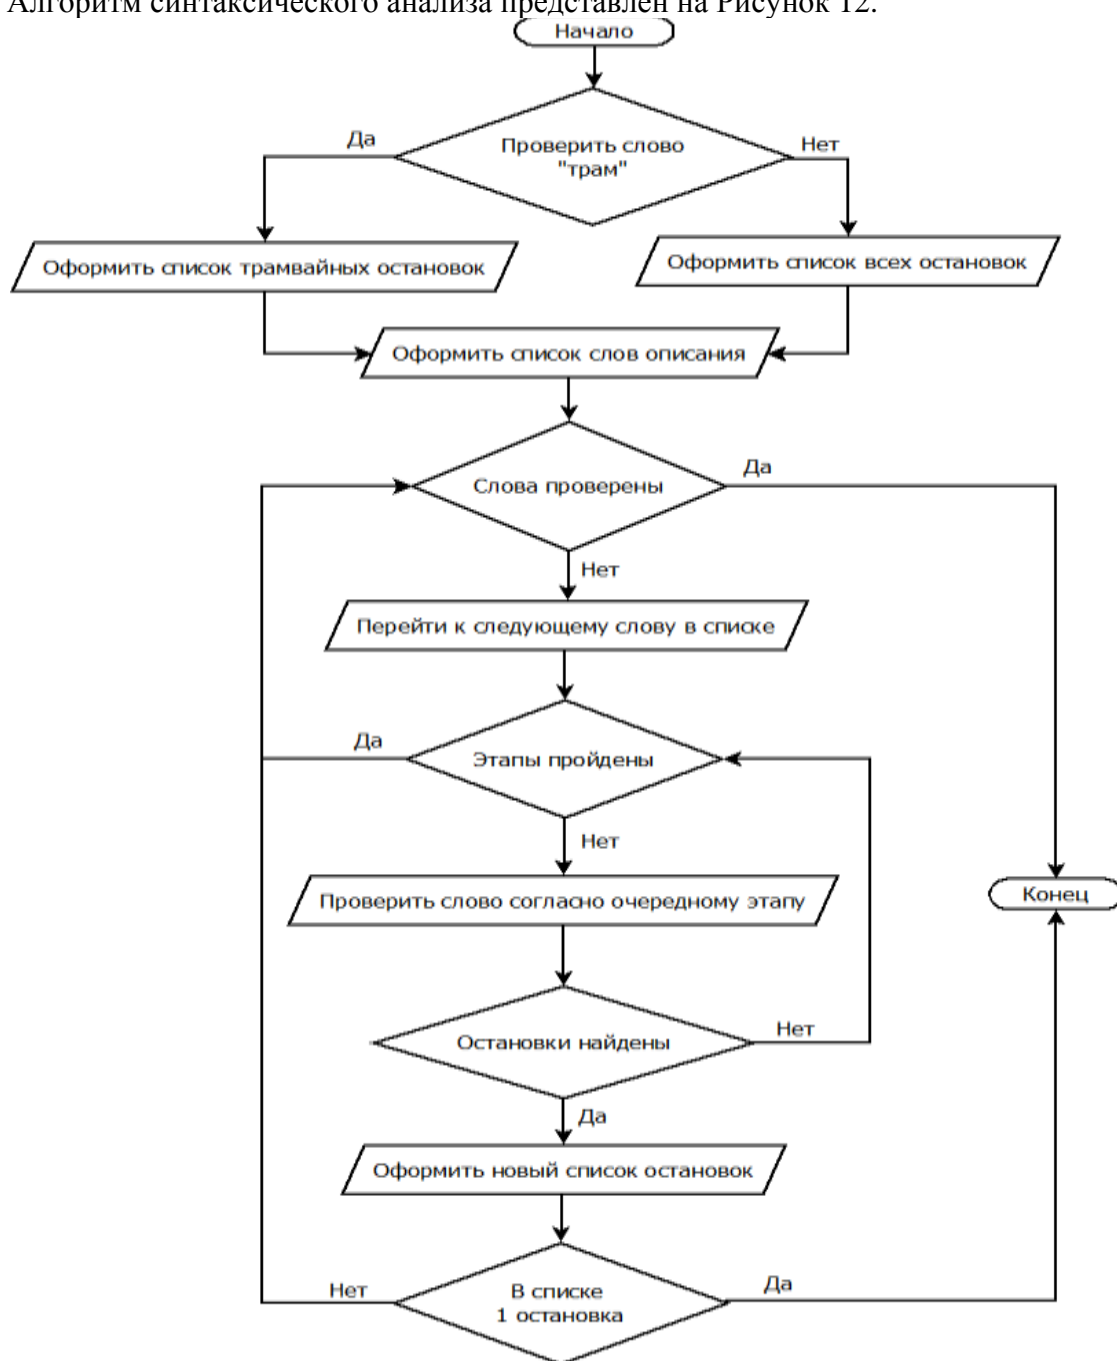 Алгоритм синтаксического анализа представлен на Рисунок 12.
Начало
Проверить слово
"трам"
Да
Нет
Оформить список трамвайных остановок
Оформить список всех остановок
Оформить список слов описания
Слова проверены
Да
Нет
Перейти к следующему слову в списке
Этапы пройдены
Да
Нет
Проверить слово согласно очередному этапу
Конец
Остановки найдены
Нет
Да
Оформить новый список остановок
В списке
1 остановка
Нет
Да